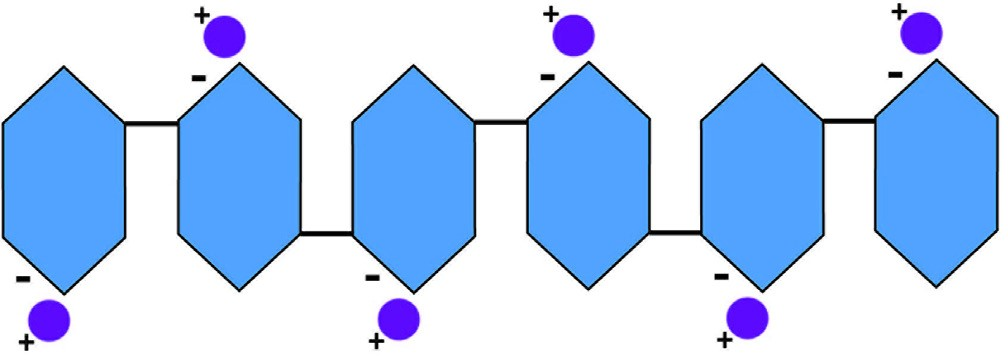 + + +
- - -
- - -
+ + +